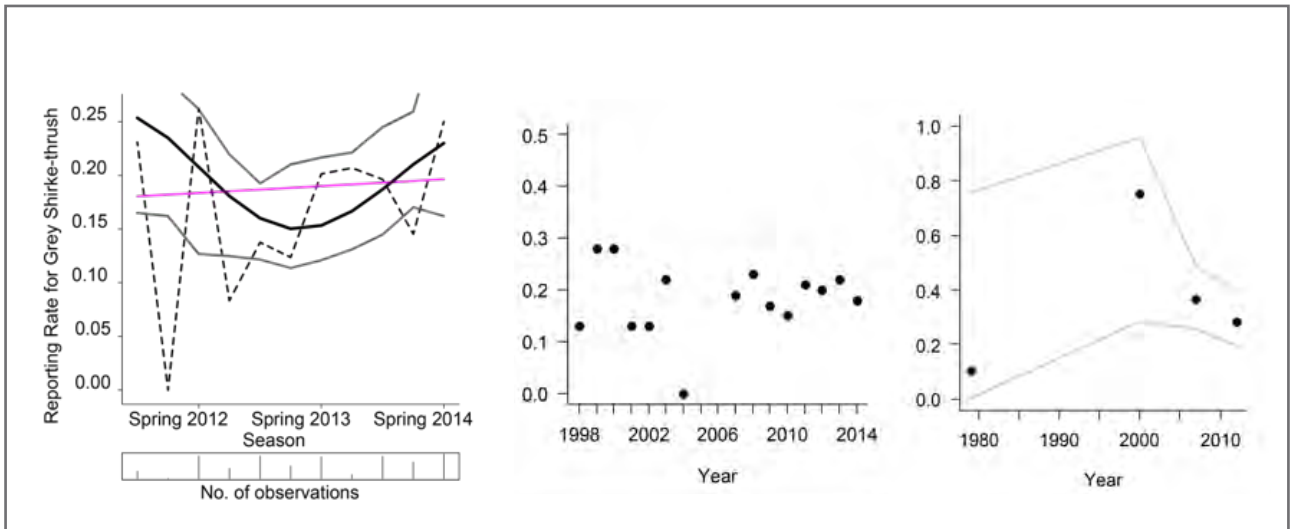 Reporting Rate for Grey Shirke-thrush
0.25
0.20
0.15
0.10
0.05
0.00
Spring 2012 Spring 2013 Spring 2014
Season
No. of observations
0.5
0.4
0.3
0.2
0.1
0.0
1998 2002 2006 2010 2014
Year
1.0
0.8
0.6
0.4
0.2
0.0
1980 1990 2000 2010
Year